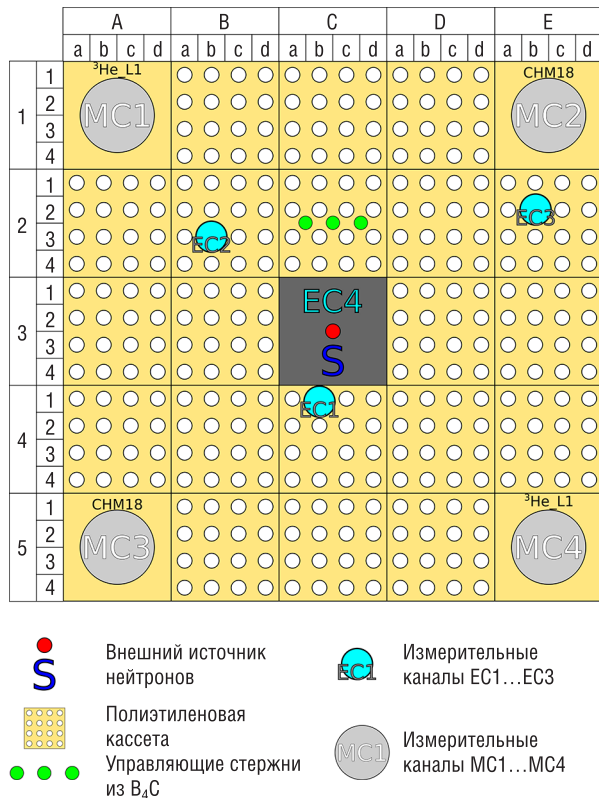 A B C D E
a b c d a b c d a b c d a b c d a b c d
³He_L1 CHM18
1 1 MC1 MC2
2
3
4
2 1
2 EC3
3 EC2
4
3 1 EC4
2
3 S
4
4 1 EC1
2
3
4
5 1 CHM18 ³He_L1
2
3 MC3 MC4
4
Внешний источник
нейтронов
S
Измерительные
каналы EC1...EC3
EC1
Полиэтиленовая
кассета
Управляющие стержни
из B₄C
Измерительные
каналы MC1...MC4
MC1